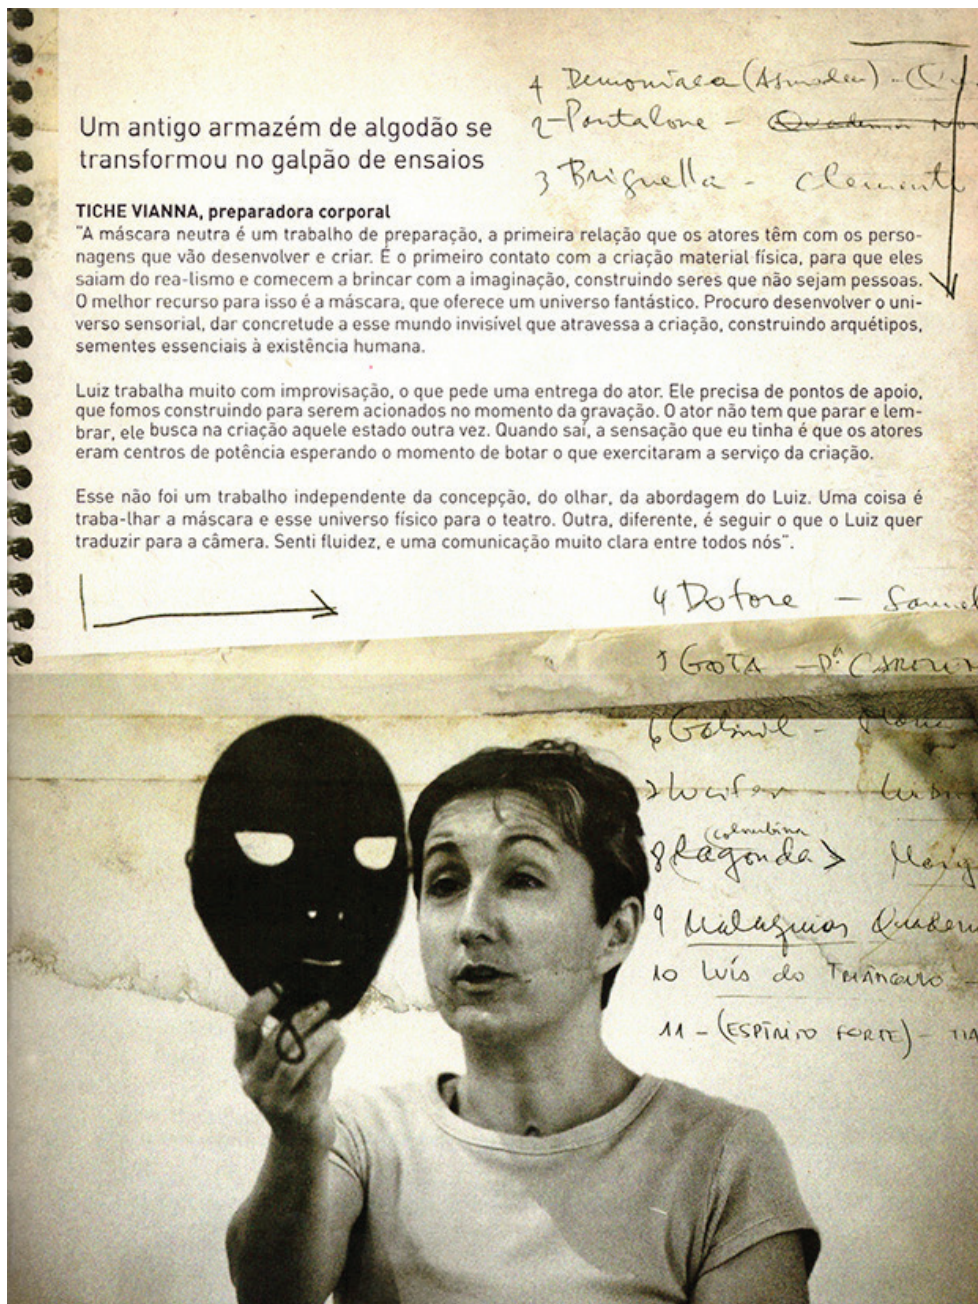 1 Demoníaca (Asmodeu) -
Um antigo armazém de algodão se
transformou no galpão de ensaios
2-Pantalone -
3 Briguella - Clemente
TICHE VIANNA, preparadora corporal
"A máscara neutra é um trabalho de preparação, a primeira relação que os atores têm com os perso-
nagens que vão desenvolver e criar. É o primeiro contato com a criação material física, para que eles
saiam do rea-lismo e comecem a brincar com a imaginação, construindo seres que não sejam pessoas.
O melhor recurso para isso é a máscara, que oferece um universo fantástico. Procuro desenvolver o uni-
verso sensorial, dar concretude a esse mundo invisível que atravessa a criação, construindo arquétipos,
sementes essenciais à existência humana.
Luiz trabalha muito com improvisação, o que pede uma entrega do ator. Ele precisa de pontos de apoio,
que fomos construindo para serem acionados no momento da gravação. O ator não tem que parar e lem-
brar, ele busca na criação aquele estado outra vez. Quando saí, a sensação que eu tinha é que os atores
eram centros de potência esperando o momento de botar o que exercitaram a serviço da criação.
Esse não foi um trabalho independente da concepção, do olhar, da abordagem do Luiz. Uma coisa é
traba-lhar a máscara e esse universo físico para o teatro. Outra, diferente, é seguir o que o Luiz quer
traduzir para a câmera. Senti fluidez, e uma comunicação muito clara entre todos nós".
4 Dotore - Samuel
5 GOOTA - Dª
6 Gabriel -
7 Lucifer -
(colombina
8 Ragonda>
9 Malaquias Quadern
10 Luís do TRIÂNGULO -
11 - (ESPÍRITO FORTE) - TIA